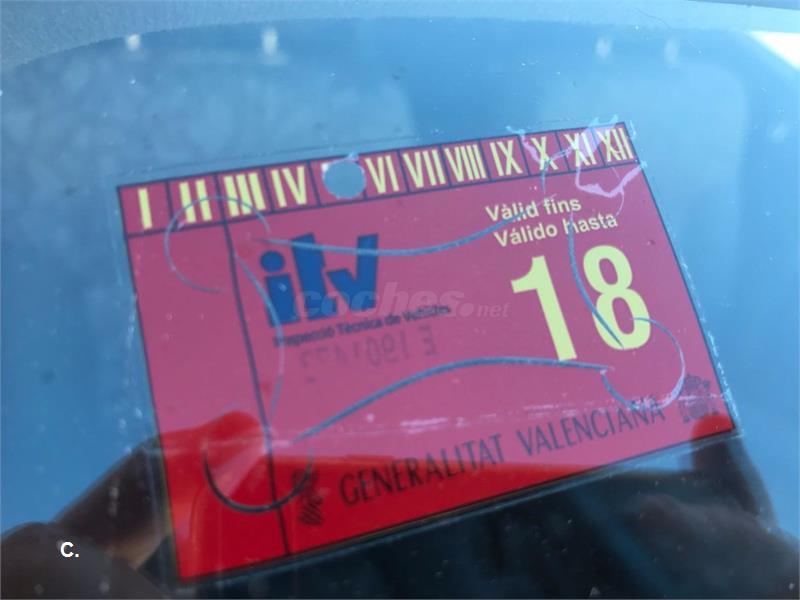 I II III IV VI VII VIII IX X XI XII
Vàlid fins
Válido hasta
itv
18
coches.net
Inspecció Tècnica de Vehicles
GENERALITAT VALENCIANA
C.